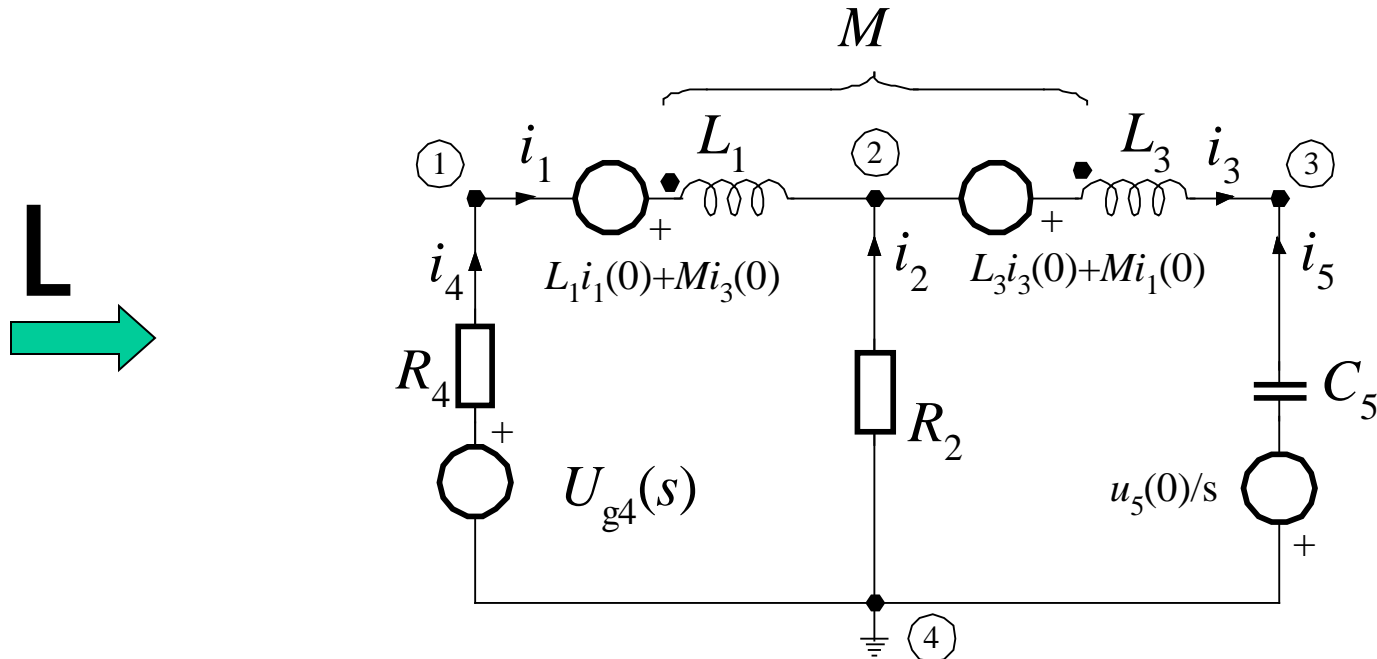 M
1
i₁
L₁
2
L₃
i₃
3
L
+
+
i₄
L₁i₁(0)+Mi₃(0)
i₂
L₃i₃(0)+Mi₁(0)
i₅
R₄
C₅
+
R₂
U_g4(s)
u₅(0)/s
+
4